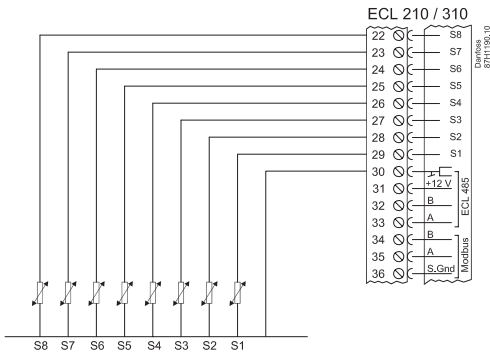 ECL 210 / 310
22 S8
23 S7
24 S6
25 S5
26 S4
27 S3
28 S2
29 S1
30
31 +12 V
32 B
33 A
34 B
35 A
36 S.Gnd
ECL 485
Modbus
Danfoss
87H1190.10
S8 S7 S6 S5 S4 S3 S2 S1